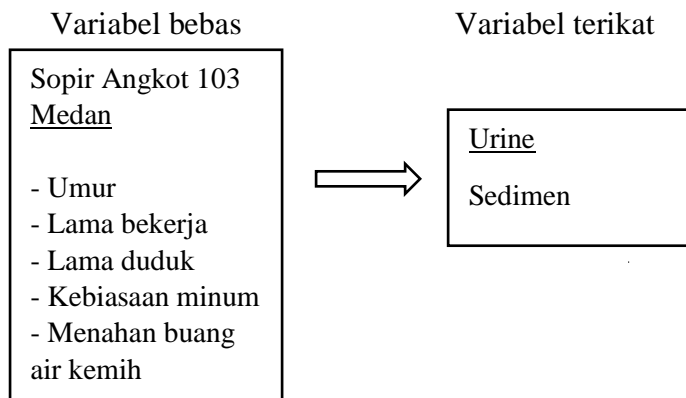 Variabel bebas
Sopir Angkot 103
Medan
- Umur
- Lama bekerja
- Lama duduk
- Kebiasaan minum
- Menahan buang
air kemih
Variabel terikat
Urine
Sedimen